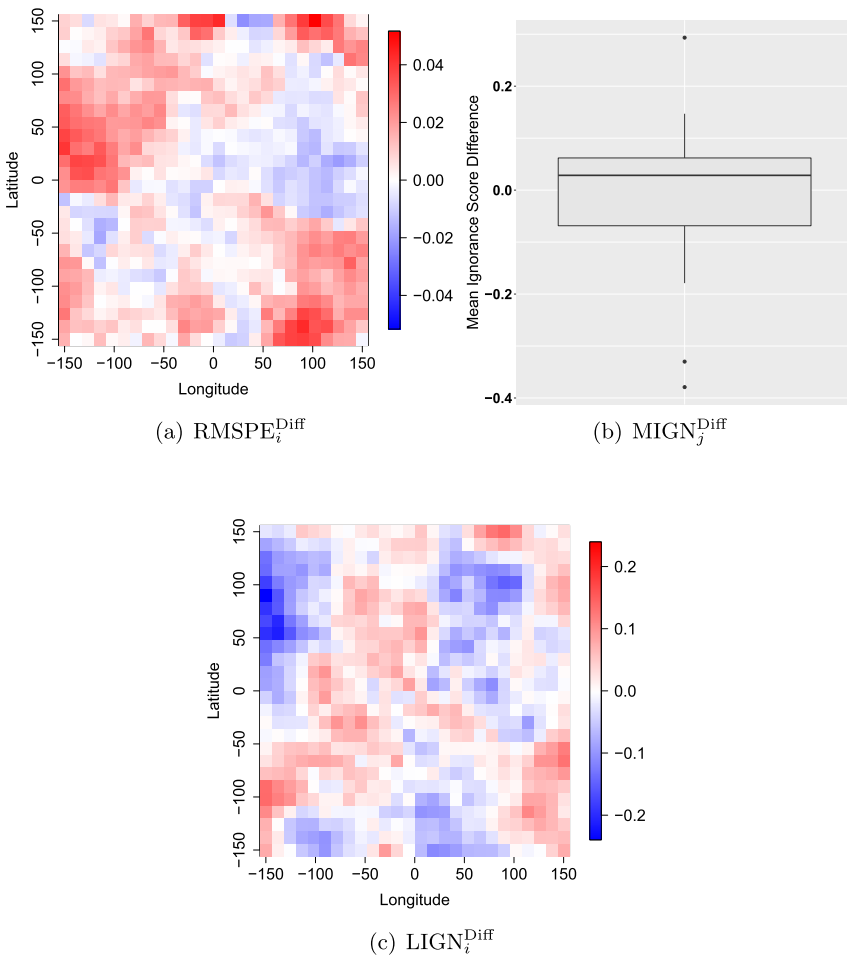 150
100
50
0
−50
−100
−150
Latitude
−150 −100 −50 0 50 100 150
Longitude
0.04
0.02
0.00
−0.02
−0.04
(a) RMSPE_i^Diff
Mean Ignorance Score DIfference
0.2
0.0
−0.2
−0.4
(b) MIGN_j^Diff
150
100
50
0
−50
−100
−150
Latitude
−150 −100 −50 0 50 100 150
Longitude
0.2
0.1
0.0
−0.1
−0.2
(c) LIGN_i^Diff